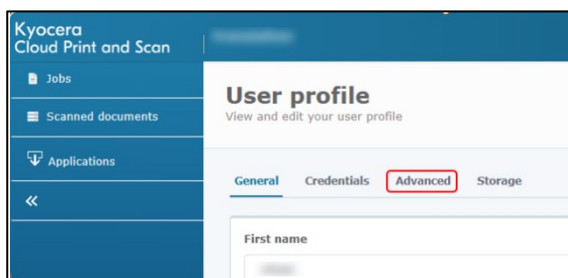 Kyocera
Cloud Print and Scan
Jobs
Scanned documents
Applications
User profile
View and edit your user profile
General Credentials Advanced Storage
First name